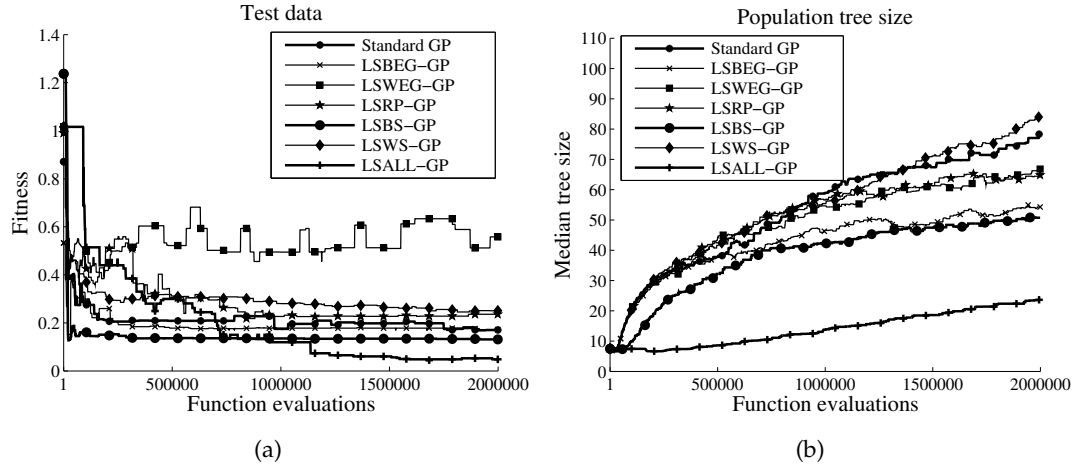 Test data
1.4
1.2
1
0.8
0.6
0.4
0.2
0
Fitness
Standard GP
LSBEG−GP
LSWEG−GP
LSRP−GP
LSBS−GP
LSWS−GP
LSALL−GP
1 500000 1000000 1500000 2000000
Function evaluations
(a)
Population tree size
110
100
90
80
70
60
50
40
30
20
10
0
Median tree size
Standard GP
LSBEG−GP
LSWEG−GP
LSRP−GP
LSBS−GP
LSWS−GP
LSALL−GP
1 500000 1000000 1500000 2000000
Function evaluations
(b)